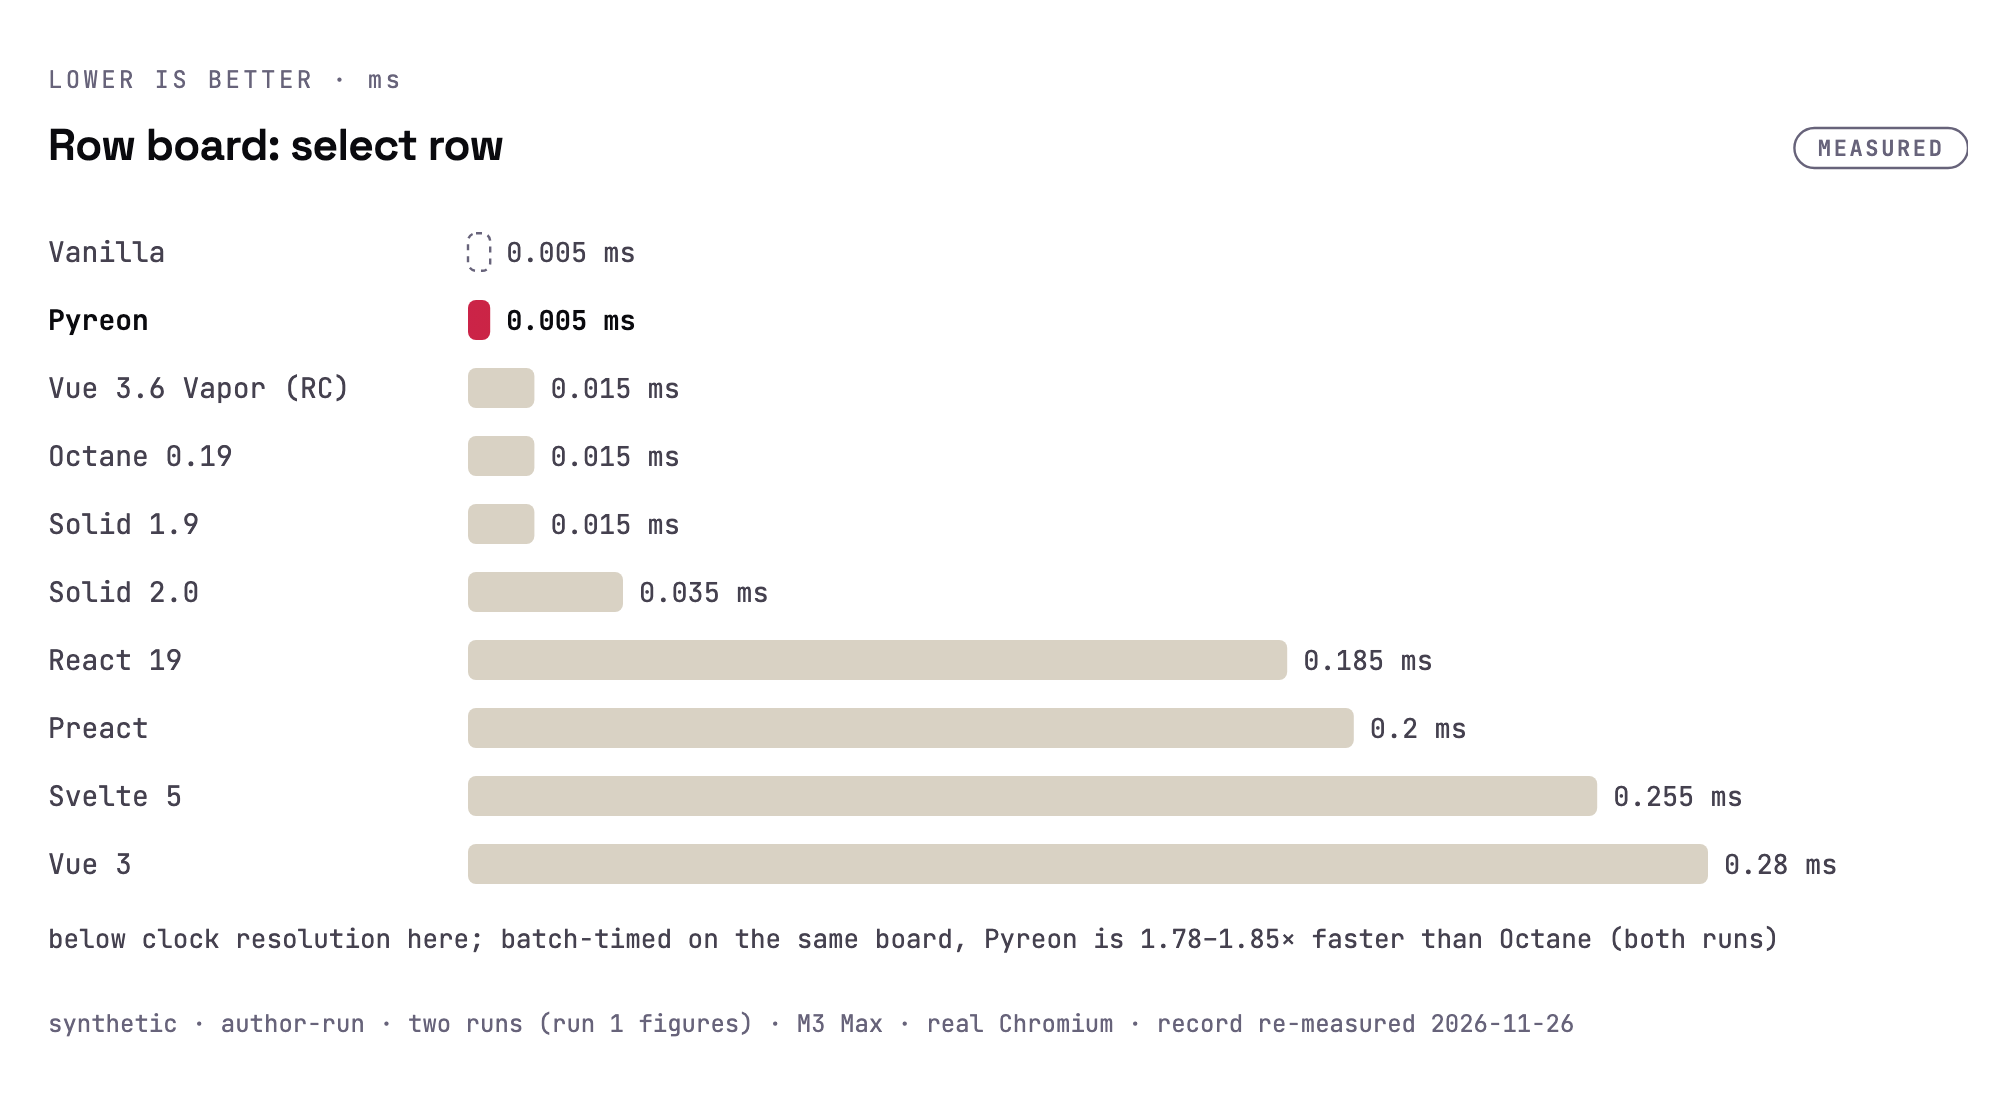 LOWER IS BETTER · ms
Row board: select row
MEASURED
Vanilla 0.005 ms
Pyreon 0.005 ms
Vue 3.6 Vapor (RC) 0.015 ms
Octane 0.19 0.015 ms
Solid 1.9 0.015 ms
Solid 2.0 0.035 ms
React 19 0.185 ms
Preact 0.2 ms
Svelte 5 0.255 ms
Vue 3 0.28 ms
below clock resolution here; batch-timed on the same board, Pyreon is 1.78–1.85× faster than Octane (both runs)
synthetic · author-run · two runs (run 1 figures) · M3 Max · real Chromium · record re-measured 2026-11-26